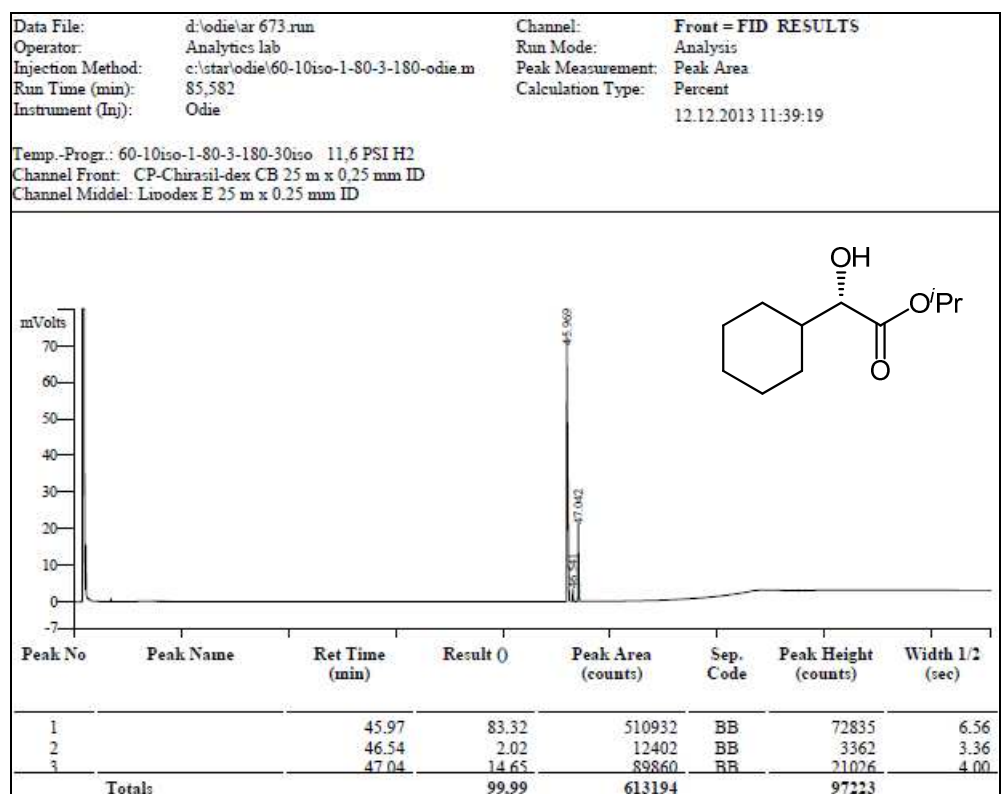 Data File: d:\odie\ar 673.run Channel: Front = FID RESULTS
Operator: Analytics lab Run Mode: Analysis
Injection Method: c:\star\odie\60-10iso-1-80-3-180-odie.m Peak Measurement: Peak Area
Run Time (min): 85,582 Calculation Type: Percent
Instrument (Inj): Odie 12.12.2013 11:39:19
Temp.-Progr.: 60-10iso-1-80-3-180-30iso 11,6 PSI H2
Channel Front: CP-Chirasil-dex CB 25 m x 0,25 mm ID
Channel Middel: Lipodex E 25 m x 0.25 mm ID
OH
OiPr
O
mVolts
70
60
50
40
30
20
10
0
-7
45.969
46.541
47.042
Peak No Peak Name Ret Time (min) Result () Peak Area (counts) Sep. Code Peak Height (counts) Width 1/2 (sec)
1 45.97 83.32 510932 BB 72835 6.56
2 46.54 2.02 12402 BB 3362 3.36
3 47.04 14.65 89860 BB 21026 4.00
Totals 99.99 613194 97223